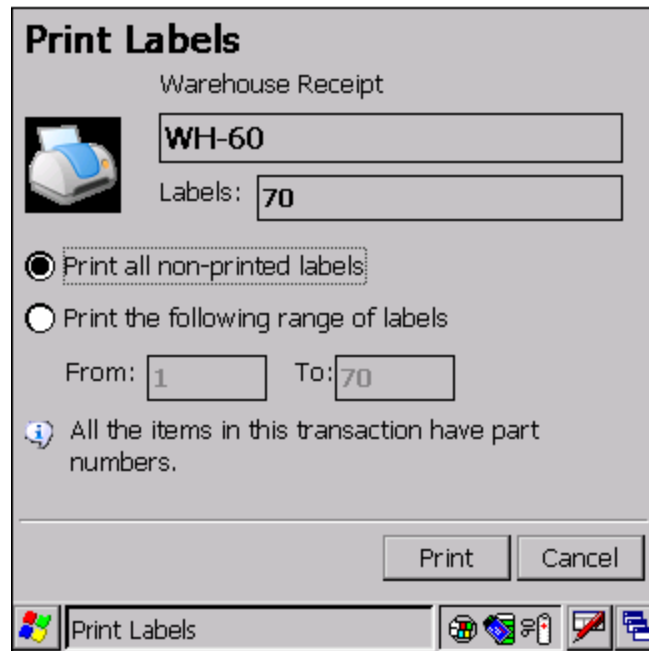 Print Labels
Warehouse Receipt
WH-60
Labels: 70
Print all non-printed labels
Print the following range of labels
From: 1 To: 70
All the items in this transaction have part
numbers.
Print Cancel
Print Labels